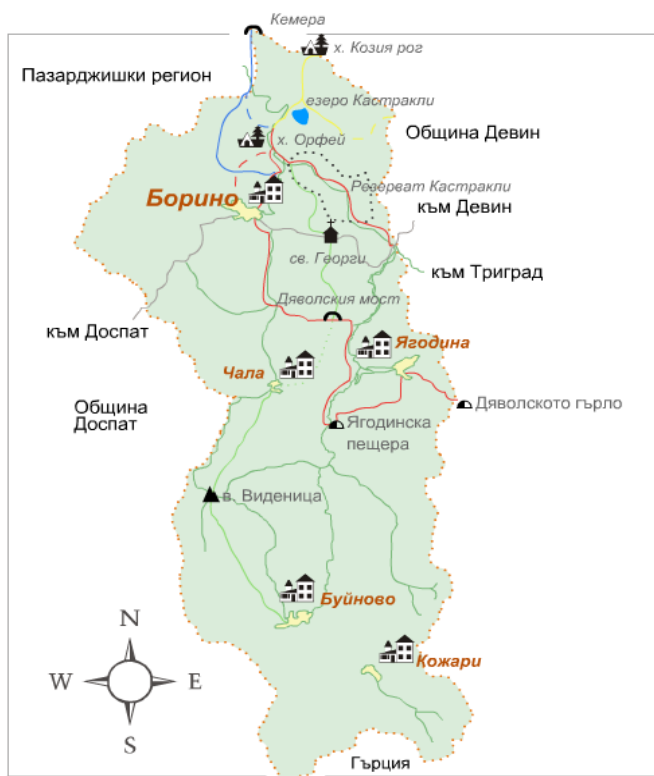 Кемера
х. Козия рог
Пазарджишки регион
езеро Кастракли
Община Девин
х. Орфей
Резерват Кастракли
Борино
към Девин
св. Георги
към Триград
Дяволския мост
към Доспат
Ягодина
Чала
Дяволското гърло
Община
Доспат
Ягодинска
пещера
в. Виденица
Буйново
N
W
E
S
Кожари
Гърция